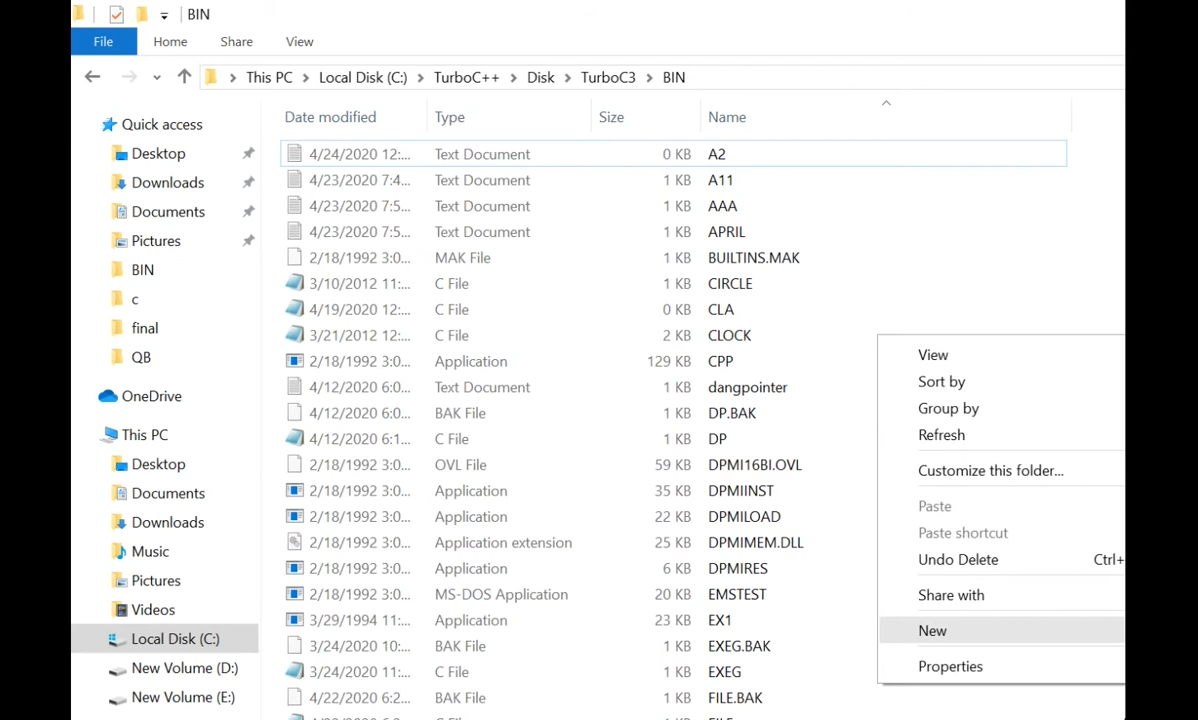 BIN
File Home Share View
This PC Local Disk (C:) TurboC++ Disk TurboC3 BIN
Date modified Type Size Name
Quick access
Desktop
Downloads
Documents
Pictures
BIN
c
final
QB
OneDrive
This PC
Desktop
Documents
Downloads
Music
Pictures
Videos
Local Disk (C:)
New Volume (D:)
New Volume (E:)
4/24/2020 12:... Text Document 0 KB A2
4/23/2020 7:4... Text Document 1 KB A11
4/23/2020 7:5... Text Document 1 KB AAA
4/23/2020 7:5... Text Document 1 KB APRIL
2/18/1992 3:0... MAK File 1 KB BUILTINS.MAK
3/10/2012 11:... C File 1 KB CIRCLE
4/19/2020 12:... C File 0 KB CLA
3/21/2012 12:... C File 2 KB CLOCK
2/18/1992 3:0... Application 129 KB CPP
4/12/2020 6:0... Text Document 1 KB dangpointer
4/12/2020 6:0... BAK File 1 KB DP.BAK
4/12/2020 6:1... C File 1 KB DP
2/18/1992 3:0... OVL File 59 KB DPMI16BI.OVL
2/18/1992 3:0... Application 35 KB DPMIINST
2/18/1992 3:0... Application 22 KB DPMILOAD
2/18/1992 3:0... Application extension 25 KB DPMIMEM.DLL
2/18/1992 3:0... Application 6 KB DPMIRES
2/18/1992 3:0... MS-DOS Application 20 KB EMSTEST
3/29/1994 11:... Application 23 KB EX1
3/24/2020 10:... BAK File 1 KB EXEG.BAK
3/24/2020 11:... C File 1 KB EXEG
4/22/2020 6:2... BAK File 1 KB FILE.BAK
View
Sort by
Group by
Refresh
Customize this folder...
Paste
Paste shortcut
Undo Delete Ctrl+
Share with
New
Properties